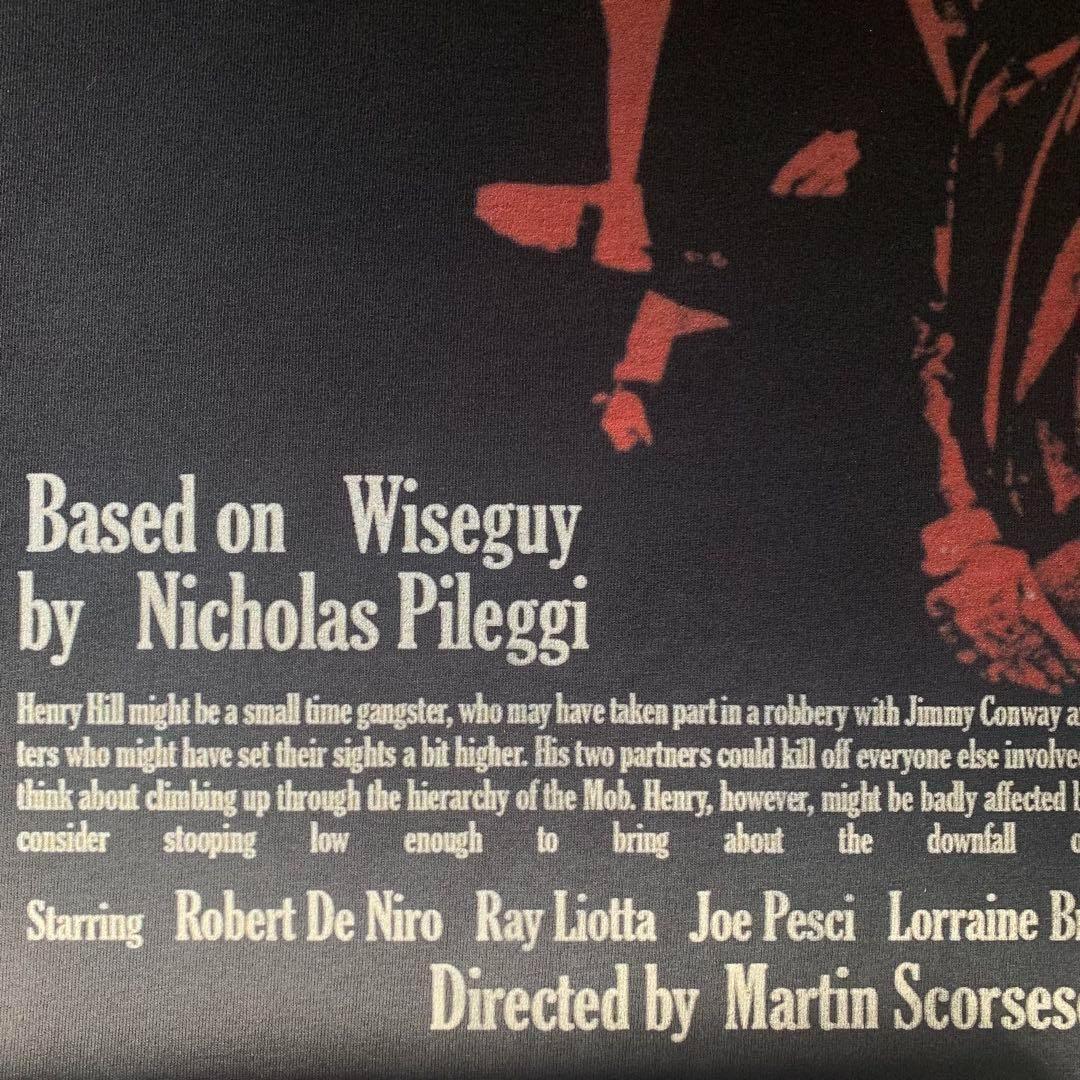 Based on Wiseguy
by Nicholas Pileggi
Henry Hill might be a small time gangster, who may have taken part in a robbery with Jimmy Conway
ters who might have set their sights a bit higher. His two partners could kill off everyone else involved
think about climbing up through the hierarchy of the Mob. Henry, however, might be badly affected
consider stooping low enough to bring about the downfall
Starring Robert De Niro Ray Liotta Joe Pesci Lorraine
Directed by Martin Scorsese